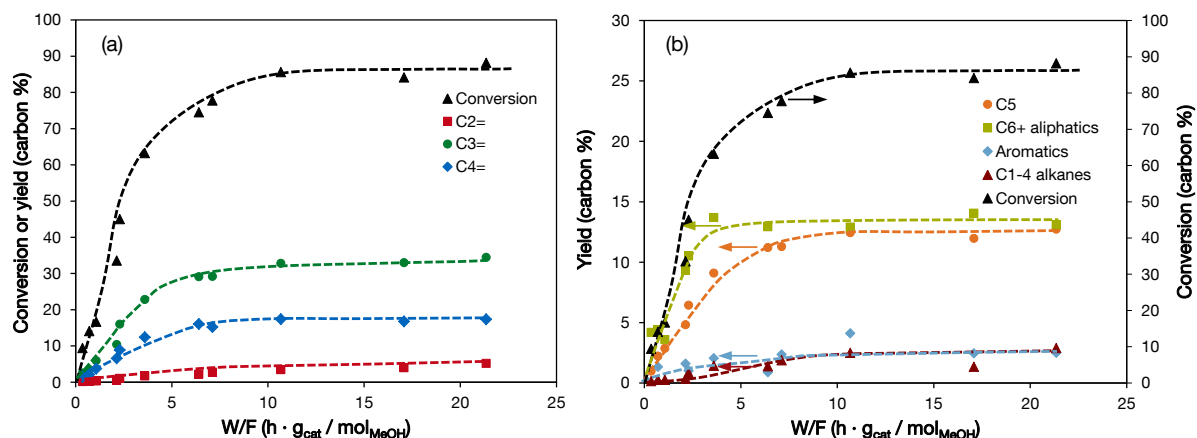 (a)
Conversion or yield (carbon %)
100
90
80
70
60
50
40
30
20
10
0
Conversion
C2=
C3=
C4=
0
5
10
15
20
25
W/F (h · gcat / molMeOH)
(b)
Yield (carbon %)
30
25
20
15
10
5
0
C5
C6+ aliphatics
Aromatics
C1-4 alkanes
Conversion
100
90
80
70
60
50
40
30
20
10
0
Conversion (carbon %)
0
5
10
15
20
25
W/F (h · gcat / molMeOH)